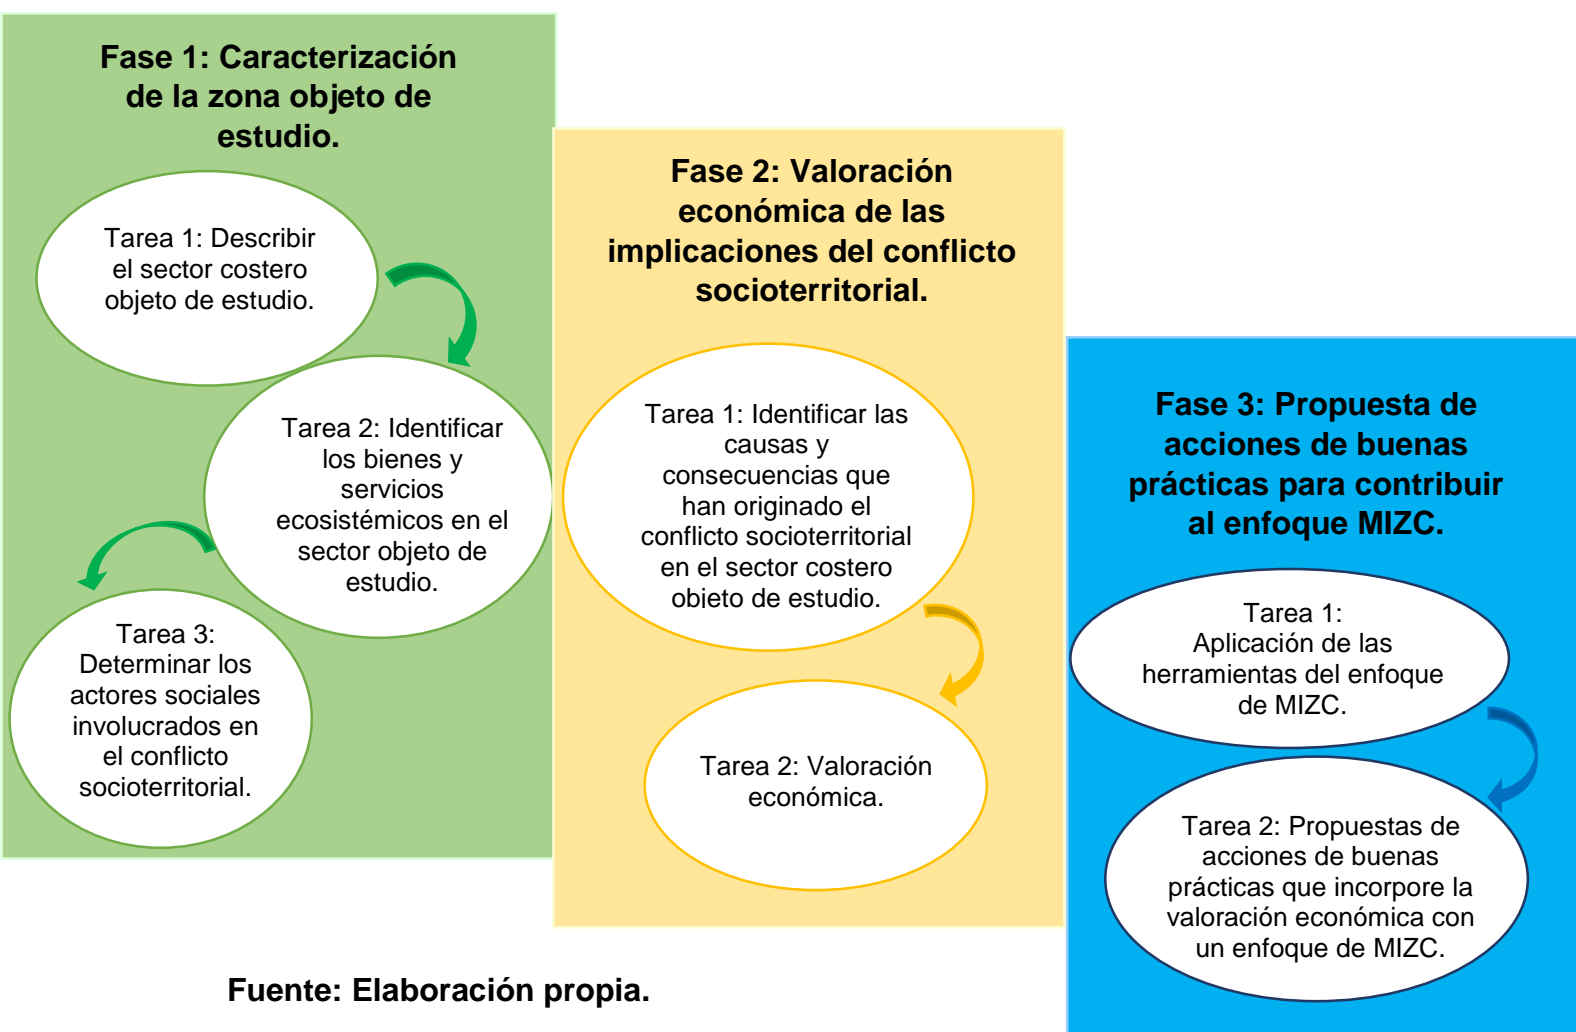 Fase 1: Caracterización
de la zona objeto de
estudio.
Tarea 1: Describir
el sector costero
objeto de estudio.
Tarea 2: Identificar
los bienes y
servicios
ecosistémicos en el
sector objeto de
estudio.
Tarea 3:
Determinar los
actores sociales
involucrados en
el conflicto
socioterritorial.
Fase 2: Valoración
económica de las
implicaciones del conflicto
socioterritorial.
Tarea 1: Identificar las
causas y
consecuencias que
han originado el
conflicto socioterritorial
en el sector costero
objeto de estudio.
Tarea 2: Valoración
económica.
Fase 3: Propuesta de
acciones de buenas
prácticas para contribuir
al enfoque MIZC.
Tarea 1:
Aplicación de las
herramientas del enfoque
de MIZC.
Tarea 2: Propuestas de
acciones de buenas
prácticas que incorpore la
valoración económica con
un enfoque de MIZC.
Fuente: Elaboración propia.